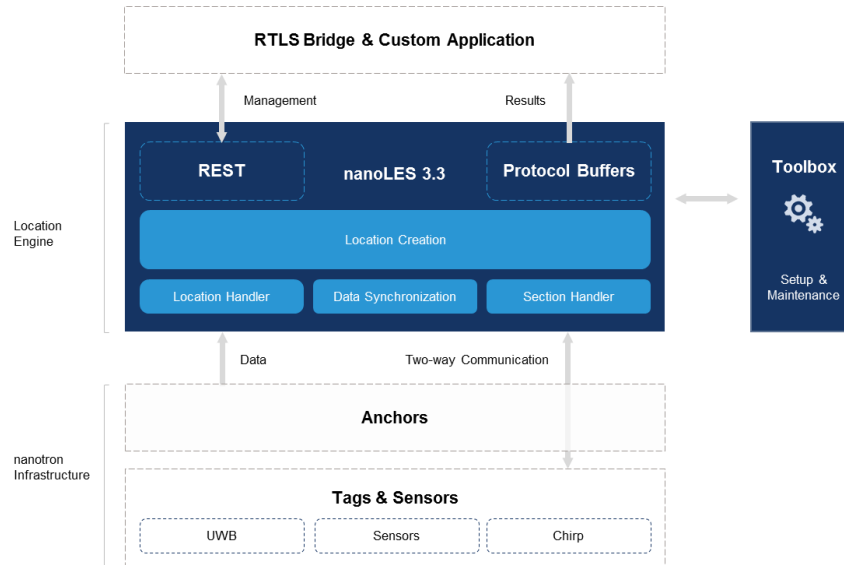 RTLS Bridge & Custom Application
Management
Results
REST
nanoLES 3.3
Protocol Buffers
Toolbox
Location
Engine
Location Creation
Setup &
Maintenance
Location Handler
Data Synchronization
Section Handler
Data
Two-way Communication
Anchors
nanotron
Infrastructure
Tags & Sensors
UWB
Sensors
Chirp